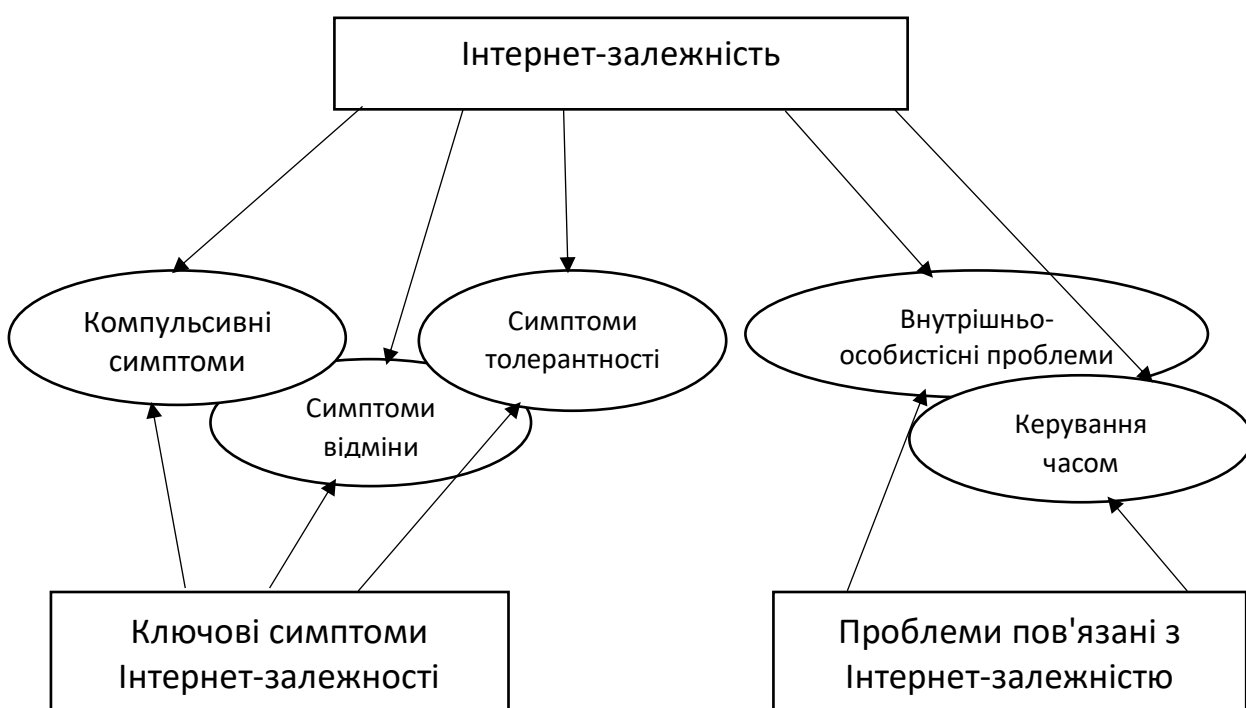 Інтернет-залежність
Компульсивні
симптоми
Симптоми
відміни
Симптоми
толерантності
Внутрішньо-
особистісні проблеми
Керування
часом
Ключові симптоми
Інтернет-залежності
Проблеми пов'язані з
Інтернет-залежністю